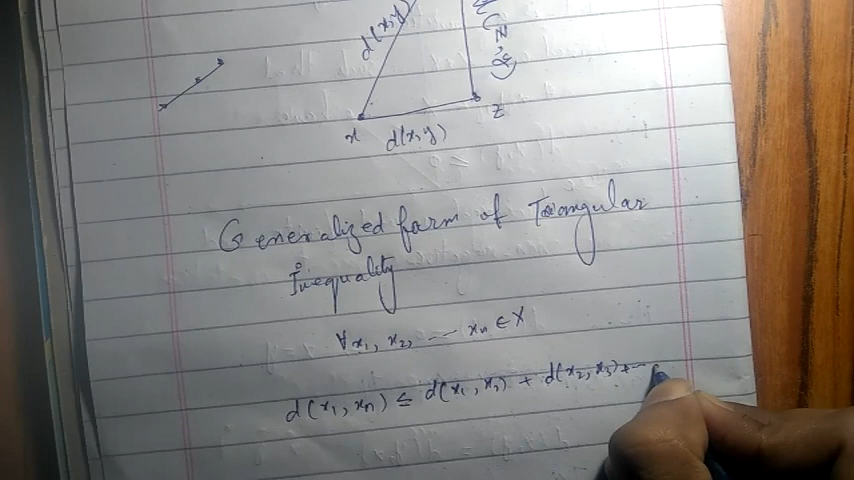 d(x,y)
d(z,y)
x
d(x,y)
z
Generalized form of Triangular
Inequality
∀ x₁, x₂, --- xₙ ∈ X
d(x₁, xₙ) ≤ d(x₁, x₂) + d(x₂, x₃) + ---